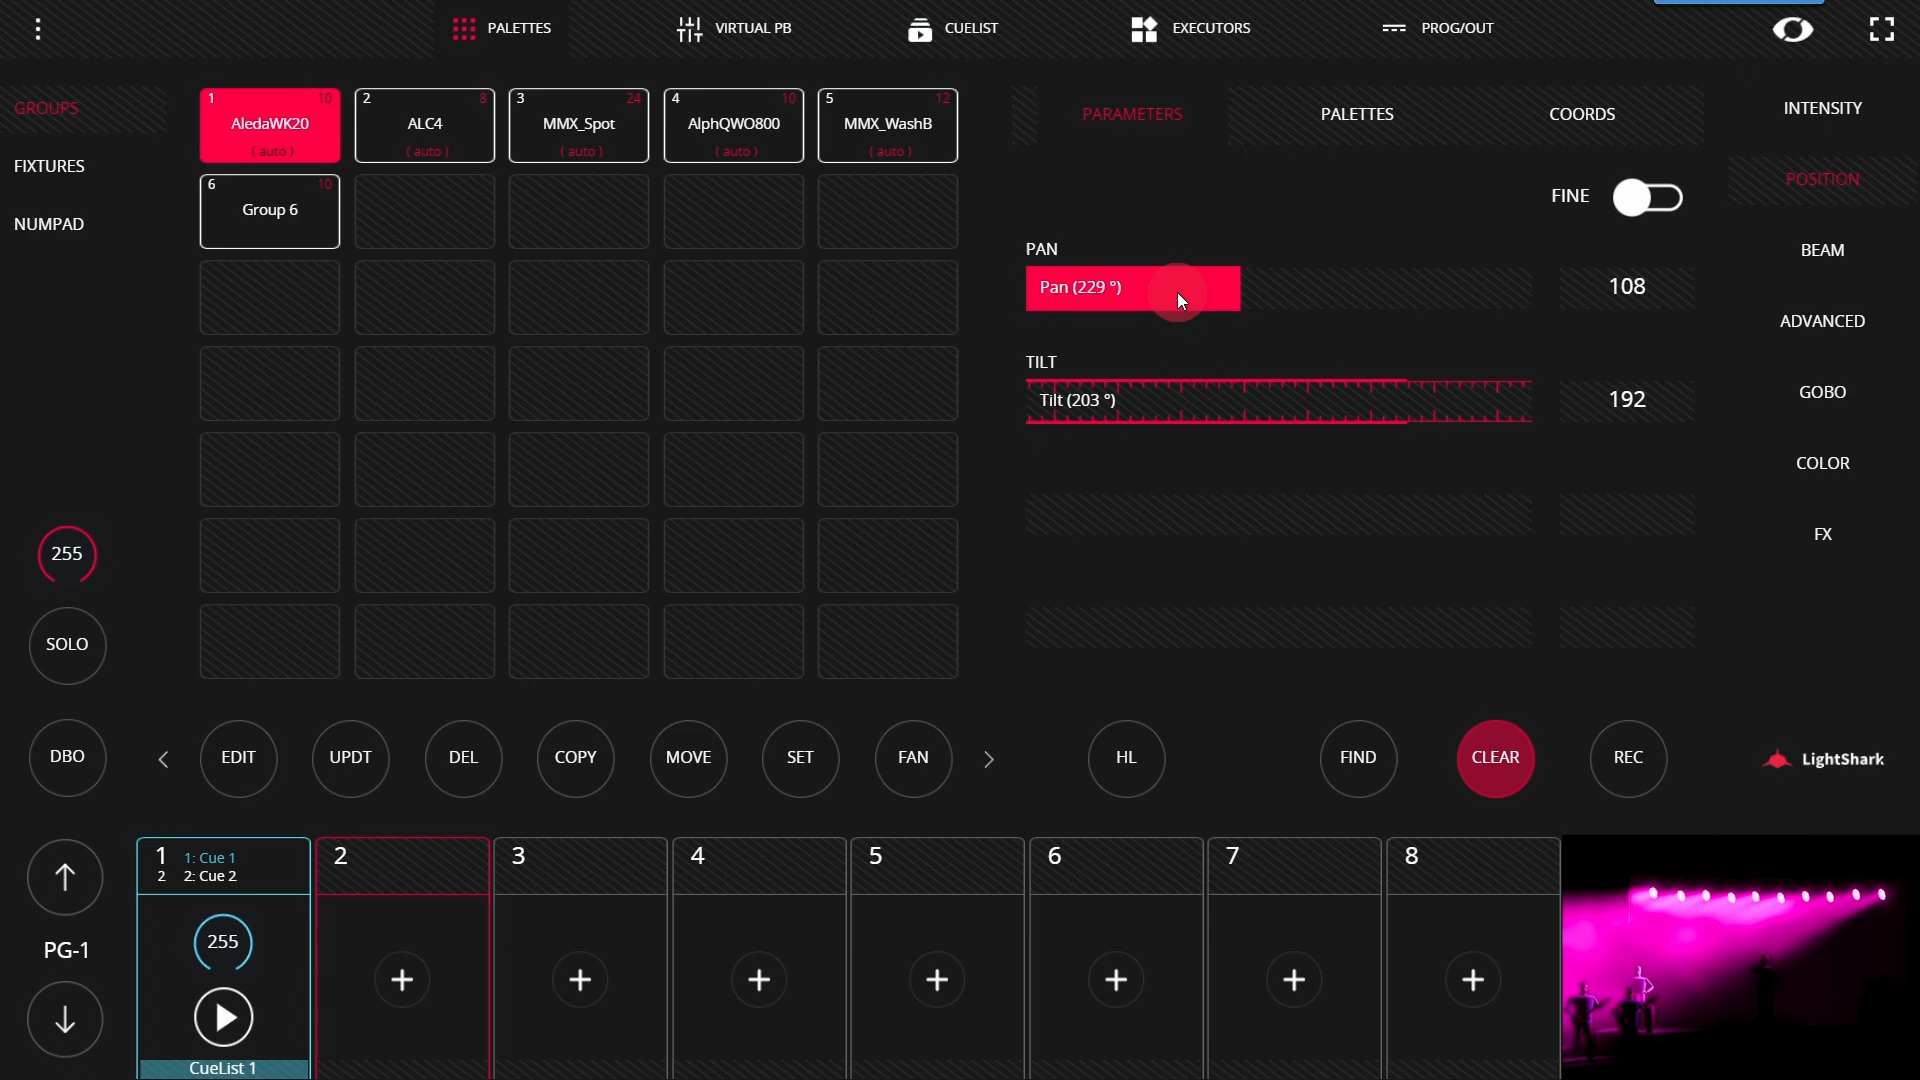 PALETTES
VIRTUAL PB
CUELIST
EXECUTORS
PROG/OUT
GROUPS
FIXTURES
NUMPAD
1 10
AledaWK20
( auto )
2 8
ALC4
( auto )
3 24
MMX_Spot
( auto )
4 10
AlphQWO800
( auto )
5 12
MMX_WashB
( auto )
6 10
Group 6
PARAMETERS
PALETTES
COORDS
FINE
PAN
Pan (229 º)
108
TILT
Tilt (203 º)
192
INTENSITY
POSITION
BEAM
ADVANCED
GOBO
COLOR
FX
255
SOLO
DBO
EDIT
UPDT
DEL
COPY
MOVE
SET
FAN
HL
FIND
CLEAR
REC
LightShark
PG-1
1 1: Cue 1
2 2: Cue 2
255
CueList 1
2
3
4
5
6
7
8